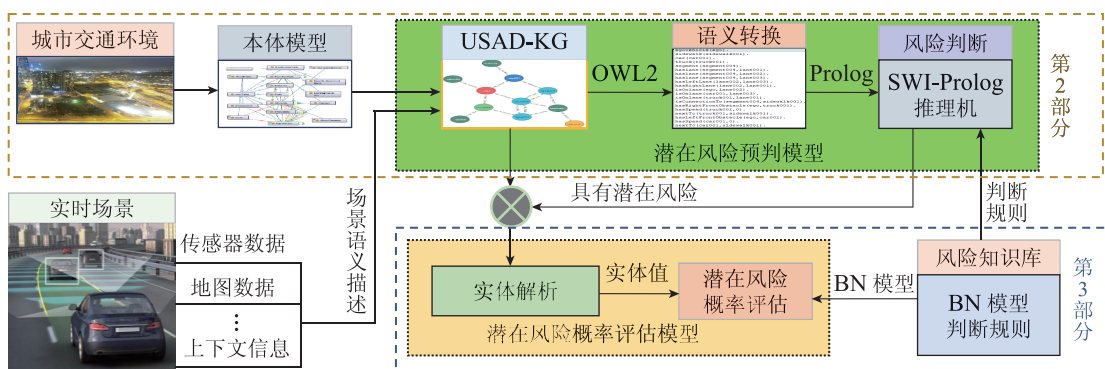 城市交通环境
本体模型
USAD-KG
OWL2
语义转换
Prolog
风险判断
SWI-Prolog
推理机
潜在风险预判模型
第2部分
实时场景
传感器数据
地图数据
⋮
上下文信息
场景语义描述
具有潜在风险
判断
规则
实体解析
实体值
潜在风险
概率评估
潜在风险概率评估模型
BN 模型
风险知识库
BN 模型
判断规则
第3部分